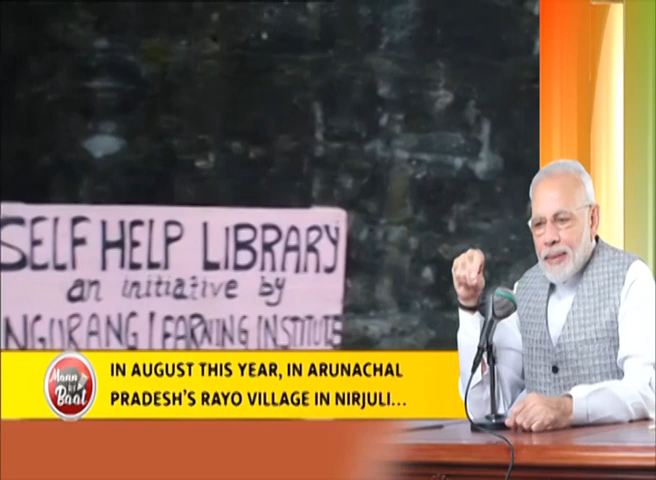 SELF HELP LIBRARY
an initiative by
NGURANG LEARNING INSTITUTE
Mann
Ki
Baat
IN AUGUST THIS YEAR, IN ARUNACHAL
PRADESH'S RAYO VILLAGE IN NIRJULI...